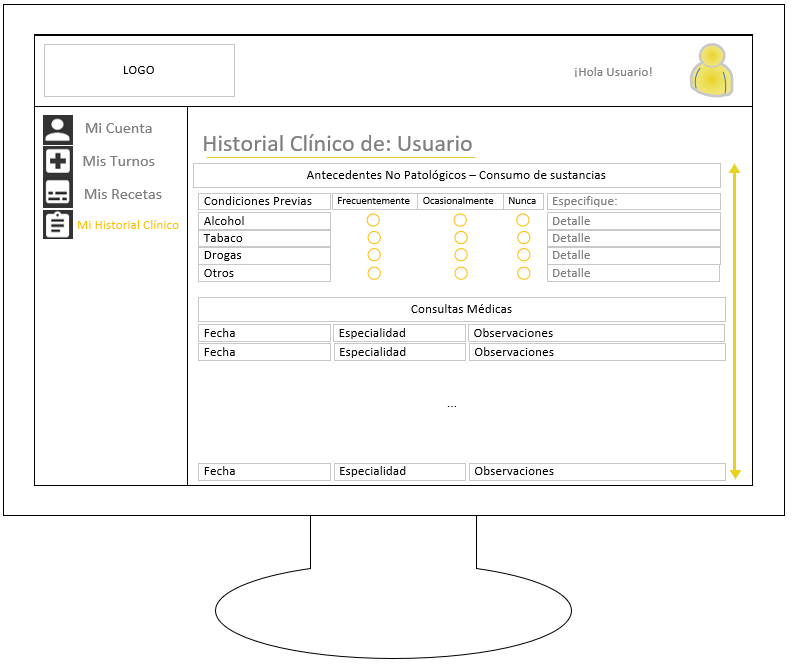 LOGO
¡Hola Usuario!
Mi Cuenta
Mis Turnos
Mis Recetas
Mi Historial Clínico
Historial Clínico de: Usuario
Antecedentes No Patológicos – Consumo de sustancias
Condiciones Previas Frecuentemente Ocasionalmente Nunca Especifique:
Alcohol Detalle
Tabaco Detalle
Drogas Detalle
Otros Detalle
Consultas Médicas
Fecha Especialidad Observaciones
Fecha Especialidad Observaciones
...
Fecha Especialidad Observaciones